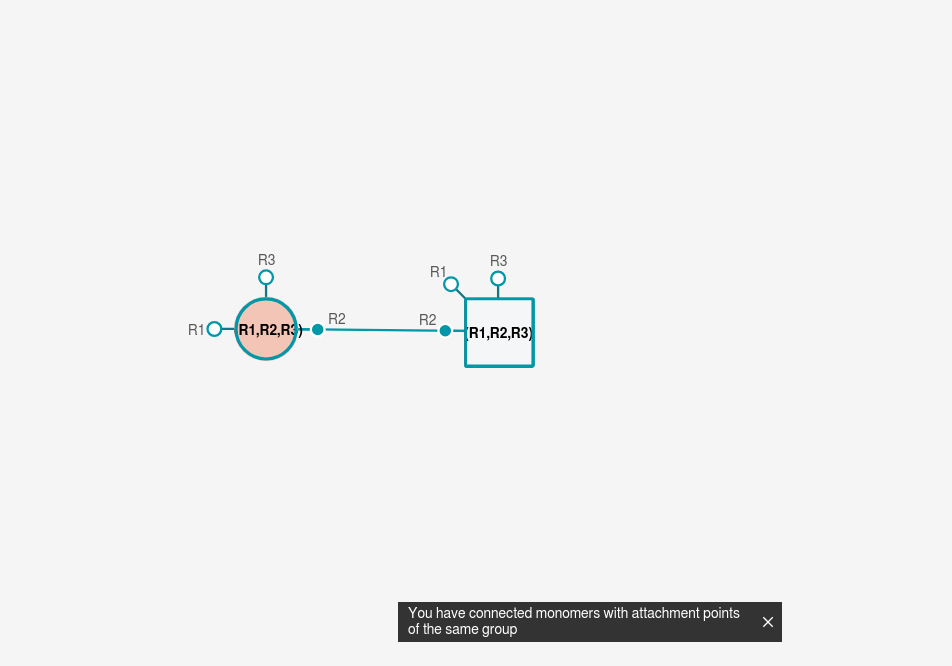 R3
R3
R1
R2
R2
R1
R1,R2,R3)
(R1,R2,R3)
You have connected monomers with attachment points
of the same group